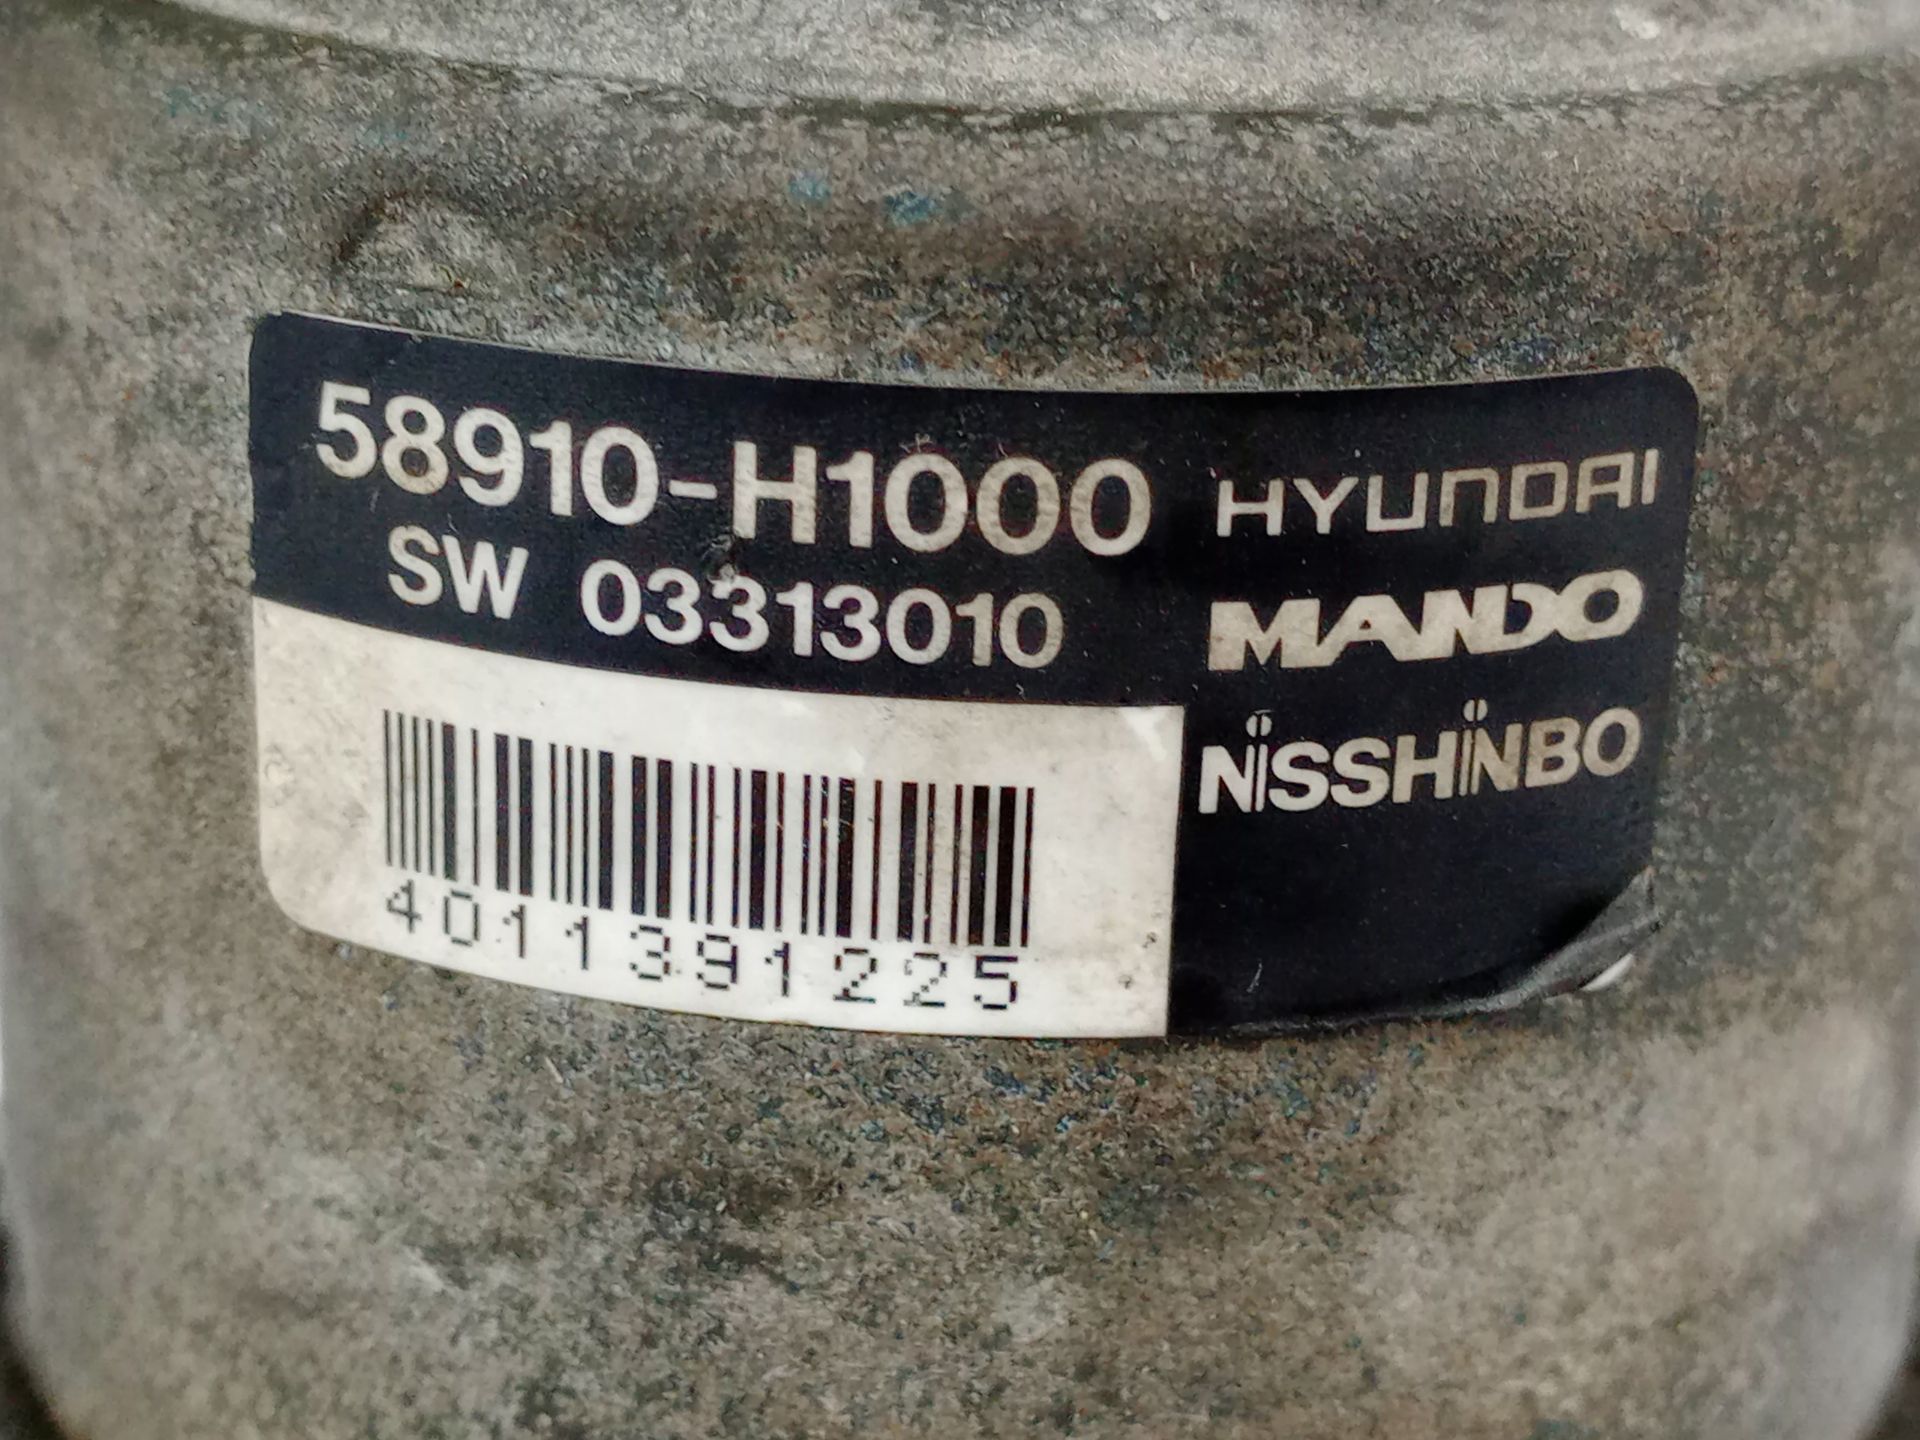 58910-H1000
SW 03313010
HYUNDAI
MANDO
NISSHINBO
4011391225